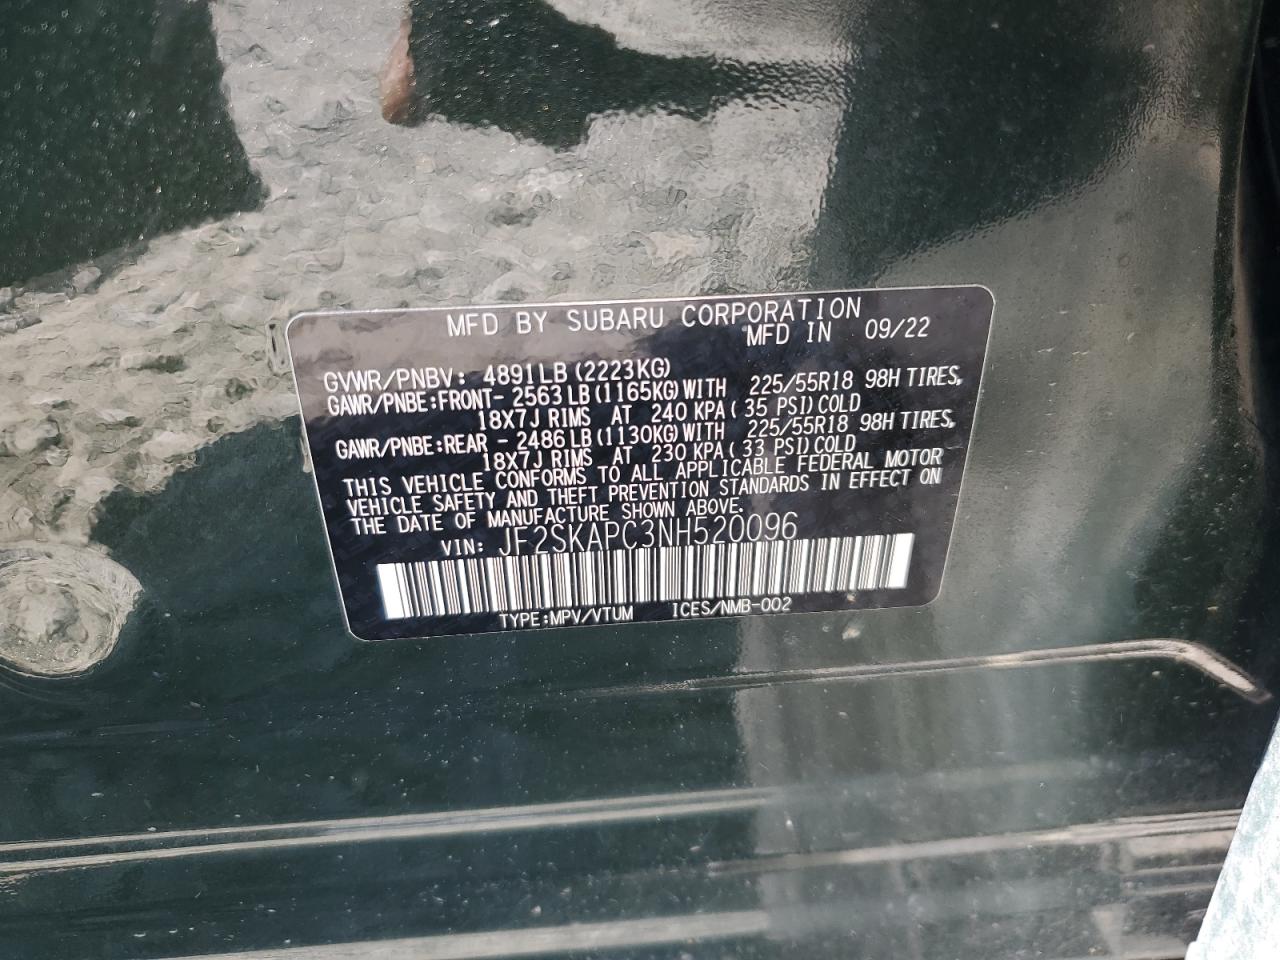 MFD BY SUBARU CORPORATION
MFD IN 09/22
GVWR/PNBV: 4891LB(2223KG)
GAWR/PNBE:FRONT- 2563LB(1165KG)WITH 225/55R18 98H TIRES,
18X7J RIMS AT 240 KPA( 35 PSI)COLD
GAWR/PNBE:REAR - 2486LB(1130KG)WITH 225/55R18 98H TIRES,
18X7J RIMS AT 230 KPA( 33 PSI)COLD
THIS VEHICLE CONFORMS TO ALL APPLICABLE FEDERAL MOTOR
VEHICLE SAFETY AND THEFT PREVENTION STANDARDS IN EFFECT ON
THE DATE OF MANUFACTURE SHOWN ABOVE.
VIN: JF2SKAPC3NH520096
TYPE:MPV/VTUM ICES/NMB-002